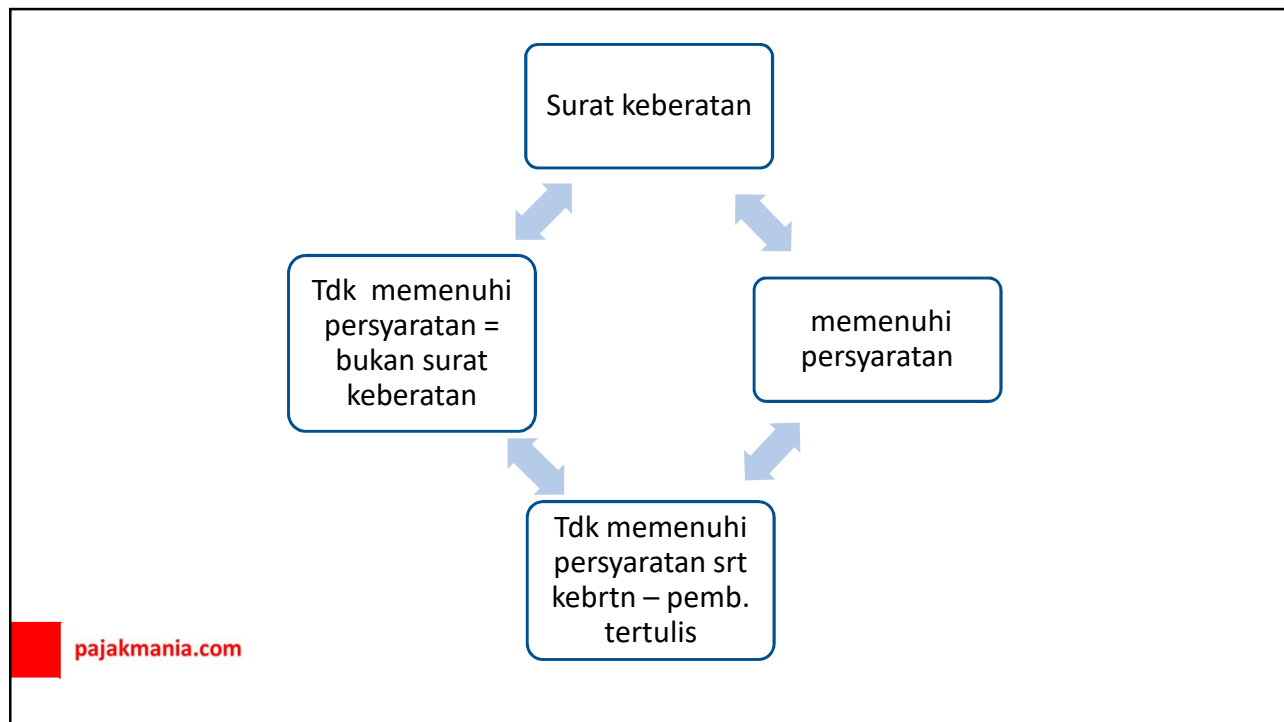 Surat keberatan
memenuhi
persyaratan
Tdk memenuhi
persyaratan srt
kebrtn – pemb.
tertulis
Tdk  memenuhi
persyaratan =
bukan surat
keberatan
pajakmania.com